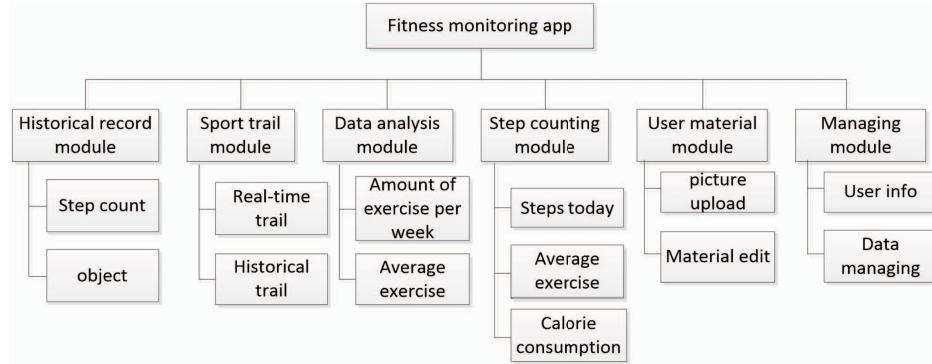 Fitness monitoring app
Historical record
module
Sport trail
module
Data analysis
module
Step counting
module
User material
module
Managing
module
Step count
object
Real-time
trail
Historical
trail
Amount of
exercise per
week
Average
exercise
Steps today
Average
exercise
Calorie
consumption
picture
upload
Material edit
User info
Data
managing